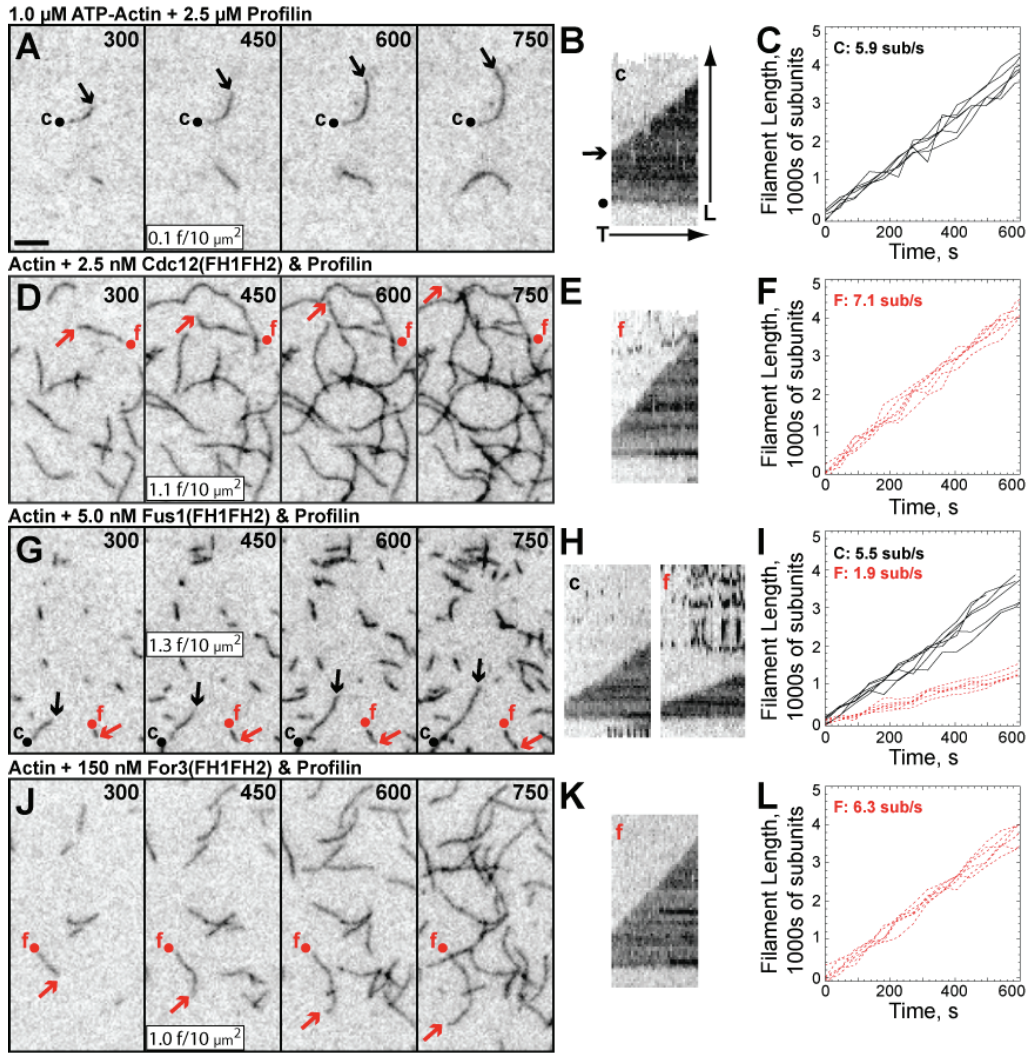 1.0 µM ATP-Actin + 2.5 µM Profilin
A
300
450
600
750
c
c
c
c
0.1 f/10 µm²
B
c
L
T
C
C: 5.9 sub/s
Filament Length,
1000s of subunits
5
4
3
2
1
0
0
200
400
600
Time, s
Actin + 2.5 nM Cdc12(FH1FH2) & Profilin
D
300
450
600
750
f
f
f
f
1.1 f/10 µm²
E
f
F
F: 7.1 sub/s
Filament Length,
1000s of subunits
5
4
3
2
1
0
0
200
400
600
Time, s
Actin + 5.0 nM Fus1(FH1FH2) & Profilin
G
300
450
600
750
1.3 f/10 µm²
c
f
c
f
c
f
c
f
H
c
f
I
C: 5.5 sub/s
F: 1.9 sub/s
Filament Length,
1000s of subunits
5
4
3
2
1
0
0
200
400
600
Time, s
Actin + 150 nM For3(FH1FH2) & Profilin
J
300
450
600
750
f
f
f
f
1.0 f/10 µm²
K
f
L
F: 6.3 sub/s
Filament Length,
1000s of subunits
5
4
3
2
1
0
0
200
400
600
Time, s